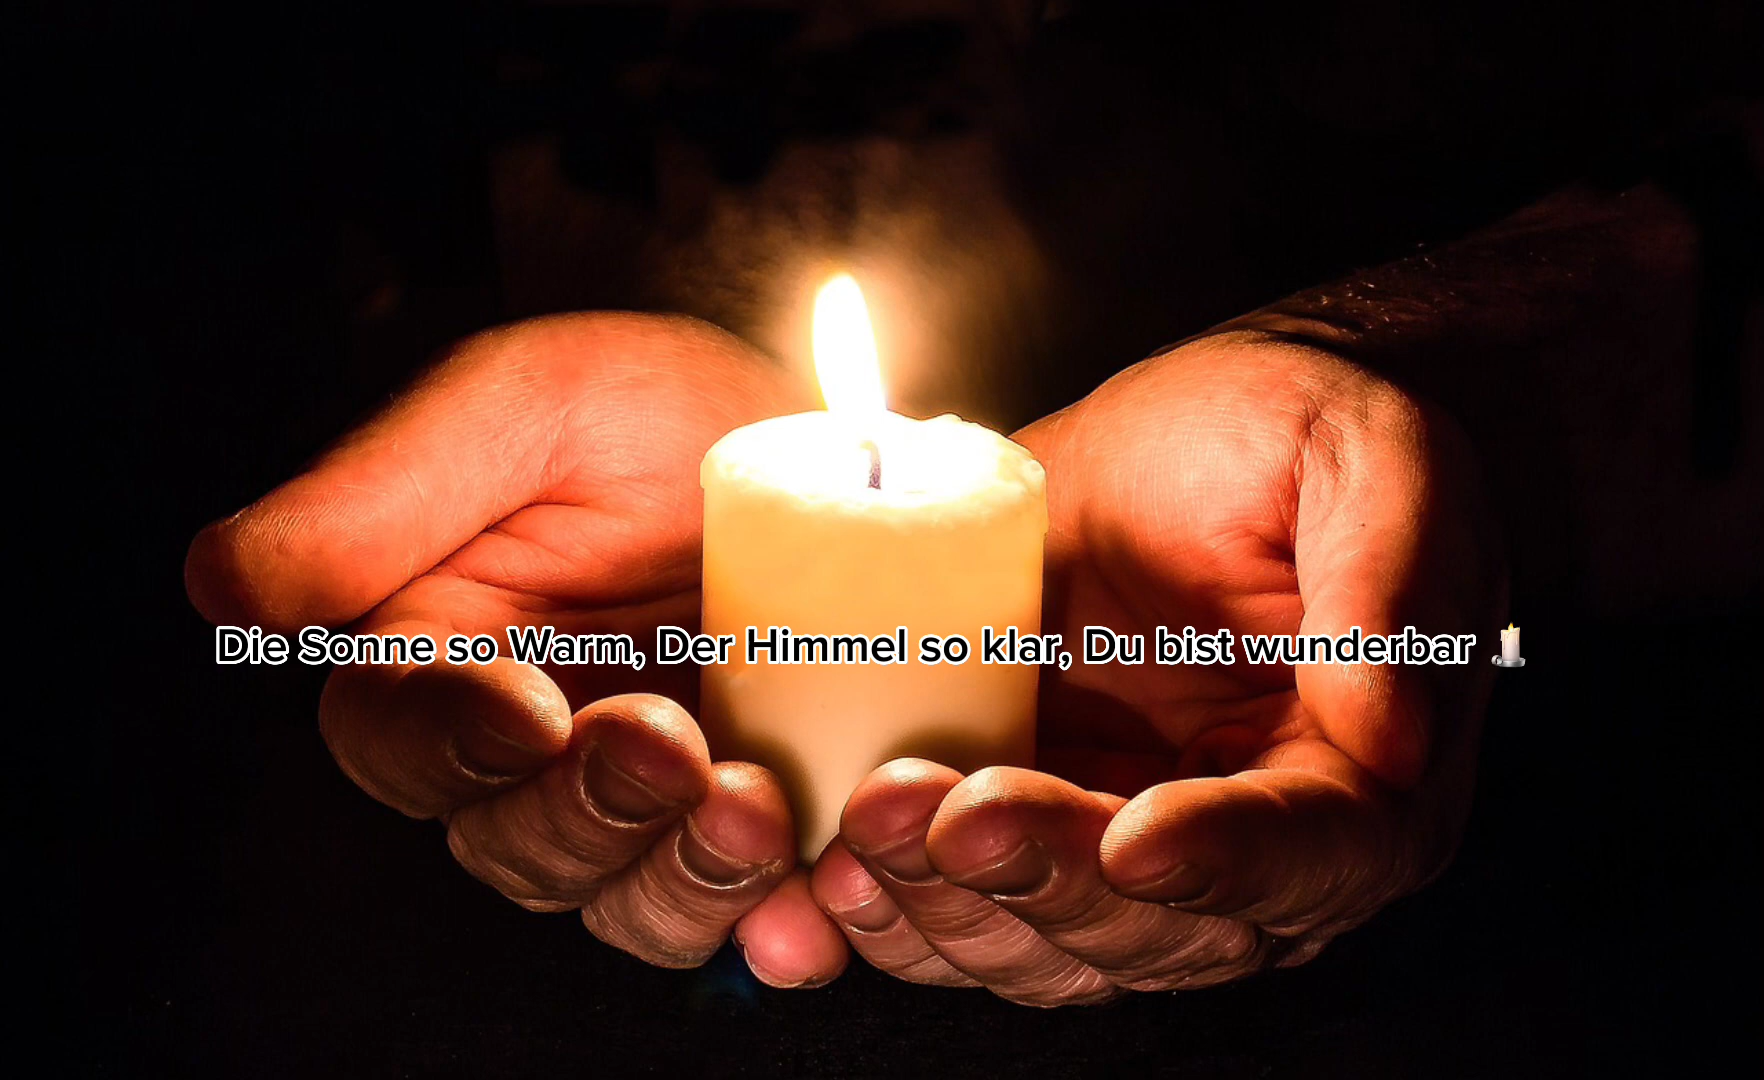 Die Sonne so Warm, Der Himmel so klar, Du bist wunderbar 🕯️